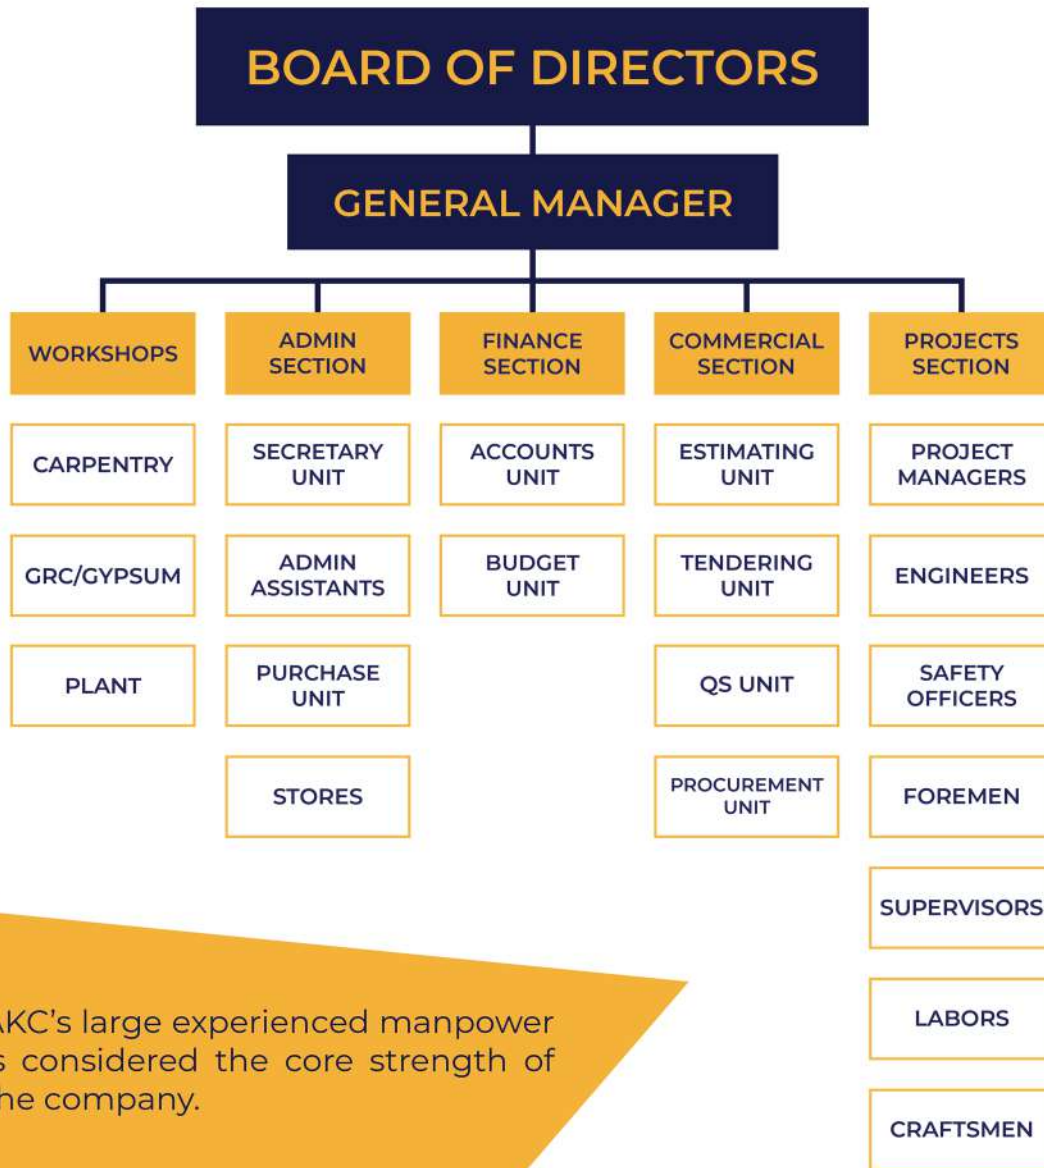 BOARD OF DIRECTORS
GENERAL MANAGER
WORKSHOPS
CARPENTRY
GRC/GYPSUM
PLANT
ADMIN
SECTION
SECRETARY
UNIT
ADMIN
ASSISTANTS
PURCHASE
UNIT
STORES
FINANCE
SECTION
ACCOUNTS
UNIT
BUDGET
UNIT
COMMERCIAL
SECTION
ESTIMATING
UNIT
TENDERING
UNIT
QS UNIT
PROCUREMENT
UNIT
PROJECTS
SECTION
PROJECT
MANAGERS
ENGINEERS
SAFETY
OFFICERS
FOREMEN
SUPERVISORS
LABORS
CRAFTSMEN
AKC’s large experienced manpower
s considered the core strength of
he company.